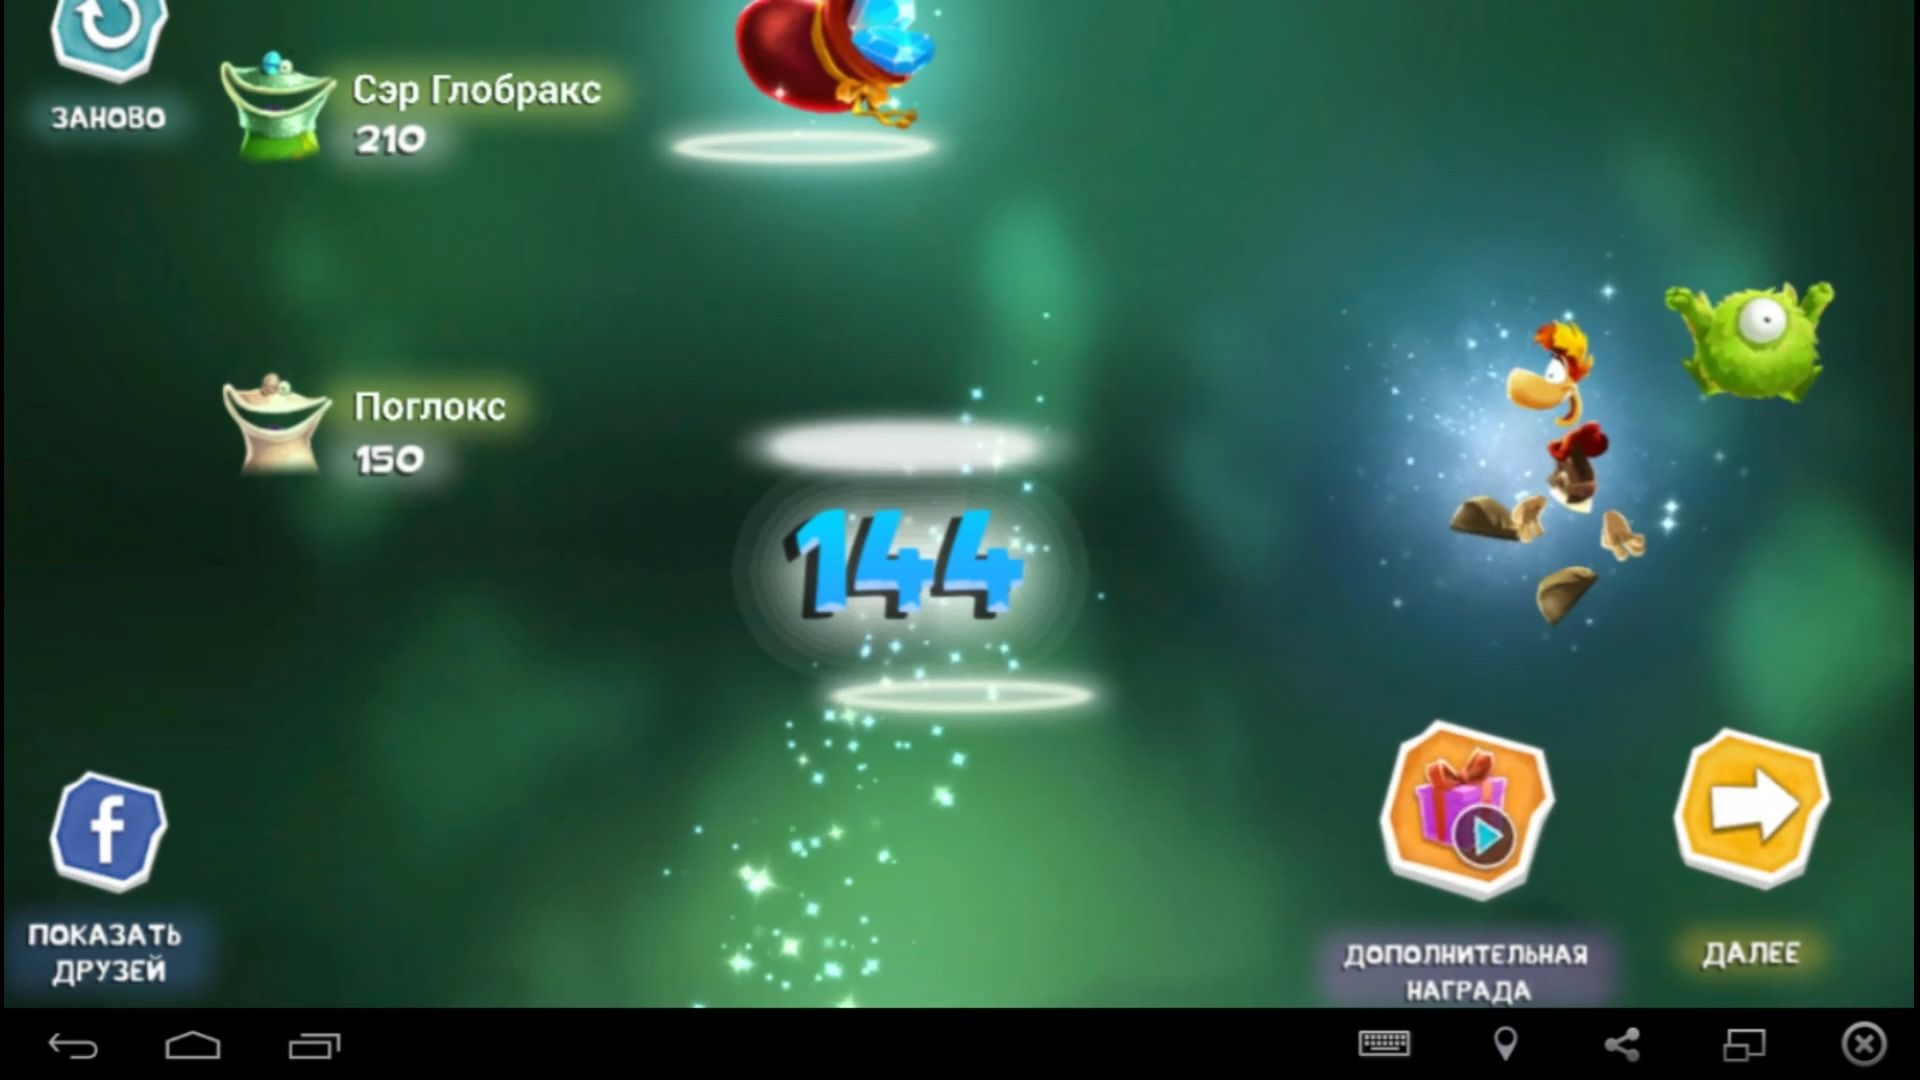 ЗАНОВО
Сэр Глобракс
210
Поглокс
150
144
ПОКАЗАТЬ
ДРУЗЕЙ
ДОПОЛНИТЕЛЬНАЯ
НАГРАДА
ДАЛЕЕ